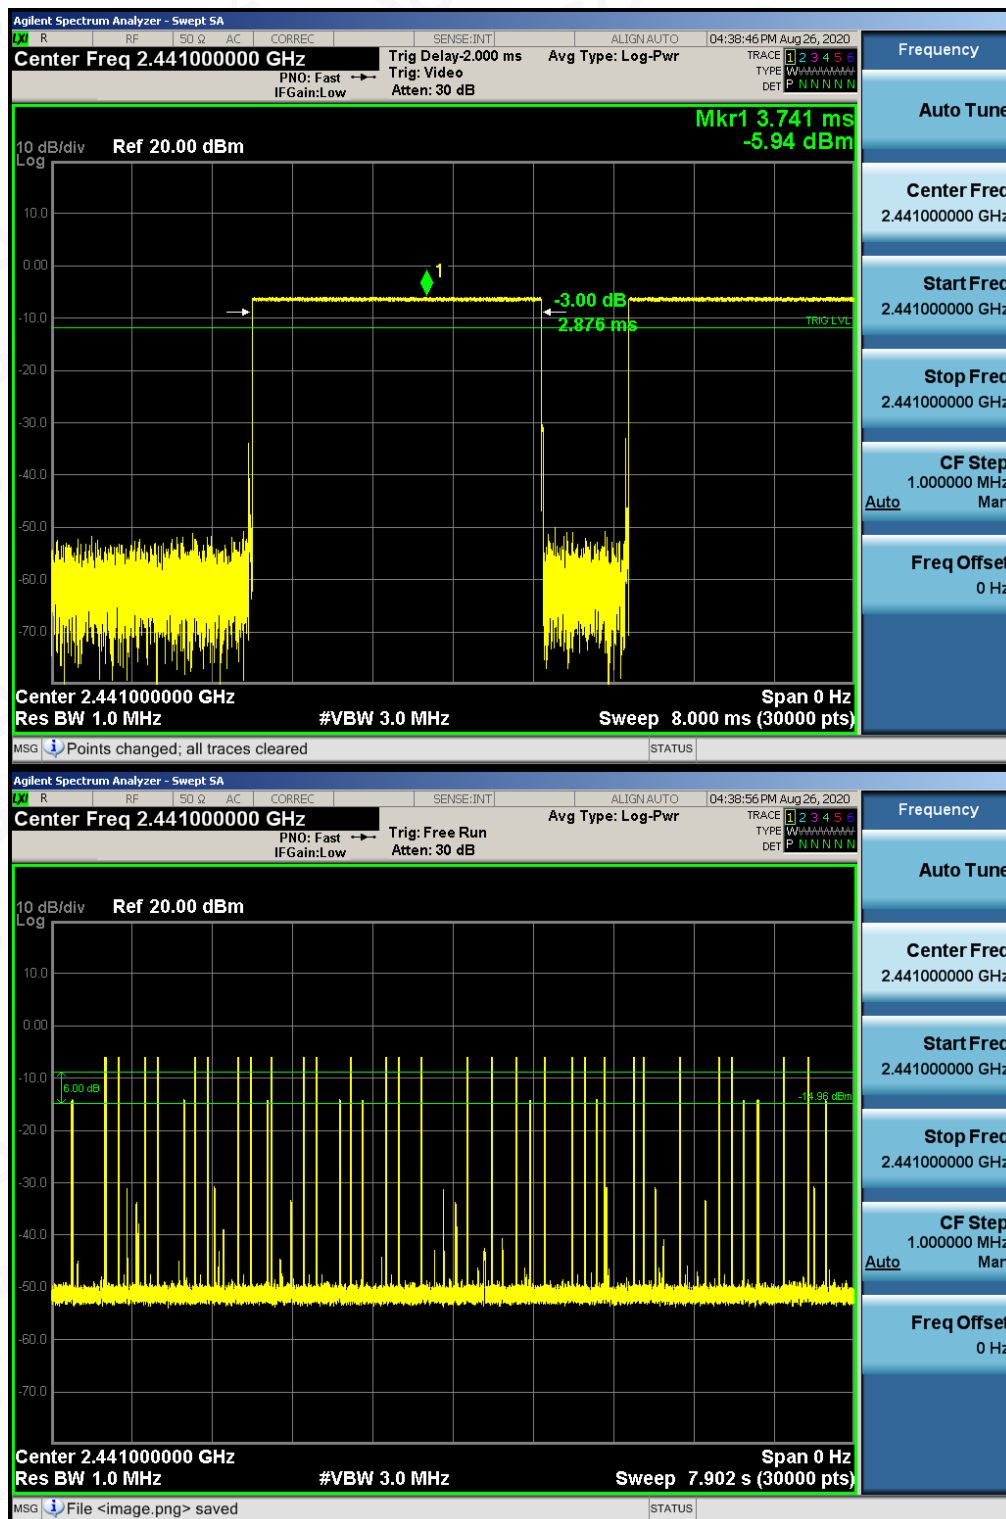 Agilent Spectrum Analyzer - Swept SA
LXI R RF 50 Ω AC CORREC SENSE:INT ALIGN AUTO 04:38:46 PM Aug 26, 2020
Center Freq 2.441000000 GHz
PNO: Fast
IFGain:Low
Trig Delay-2.000 ms
Trig: Video
Atten: 30 dB
Avg Type: Log-Pwr
TRACE 1 2 3 4 5 6
TYPE W
DET P N N N N N
Mkr1 3.741 ms
-5.94 dBm
10 dB/div Ref 20.00 dBm
Log
10.0
0.00
-10.0
-20.0
-30.0
-40.0
-50.0
-60.0
-70.0
1
-3.00 dB
2.876 ms
TRIG LVL
Center 2.441000000 GHz Span 0 Hz
Res BW 1.0 MHz #VBW 3.0 MHz Sweep 8.000 ms (30000 pts)
MSG Points changed; all traces cleared STATUS
Frequency
Auto Tune
Center Freq
2.441000000 GHz
Start Freq
2.441000000 GHz
Stop Freq
2.441000000 GHz
CF Step
1.000000 MHz
Auto Man
Freq Offset
0 Hz
Agilent Spectrum Analyzer - Swept SA
LXI R RF 50 Ω AC CORREC SENSE:INT ALIGN AUTO 04:38:56 PM Aug 26, 2020
Center Freq 2.441000000 GHz
PNO: Fast
IFGain:Low
Trig: Free Run
Atten: 30 dB
Avg Type: Log-Pwr
TRACE 1 2 3 4 5 6
TYPE W
DET P N N N N N
10 dB/div Ref 20.00 dBm
Log
10.0
0.00
-10.0
-20.0
-30.0
-40.0
-50.0
-60.0
-70.0
6.00 dB
-14.96 dBm
Center 2.441000000 GHz Span 0 Hz
Res BW 1.0 MHz #VBW 3.0 MHz Sweep 7.902 s (30000 pts)
MSG File <image.png> saved STATUS
Frequency
Auto Tune
Center Freq
2.441000000 GHz
Start Freq
2.441000000 GHz
Stop Freq
2.441000000 GHz
CF Step
1.000000 MHz
Auto Man
Freq Offset
0 Hz